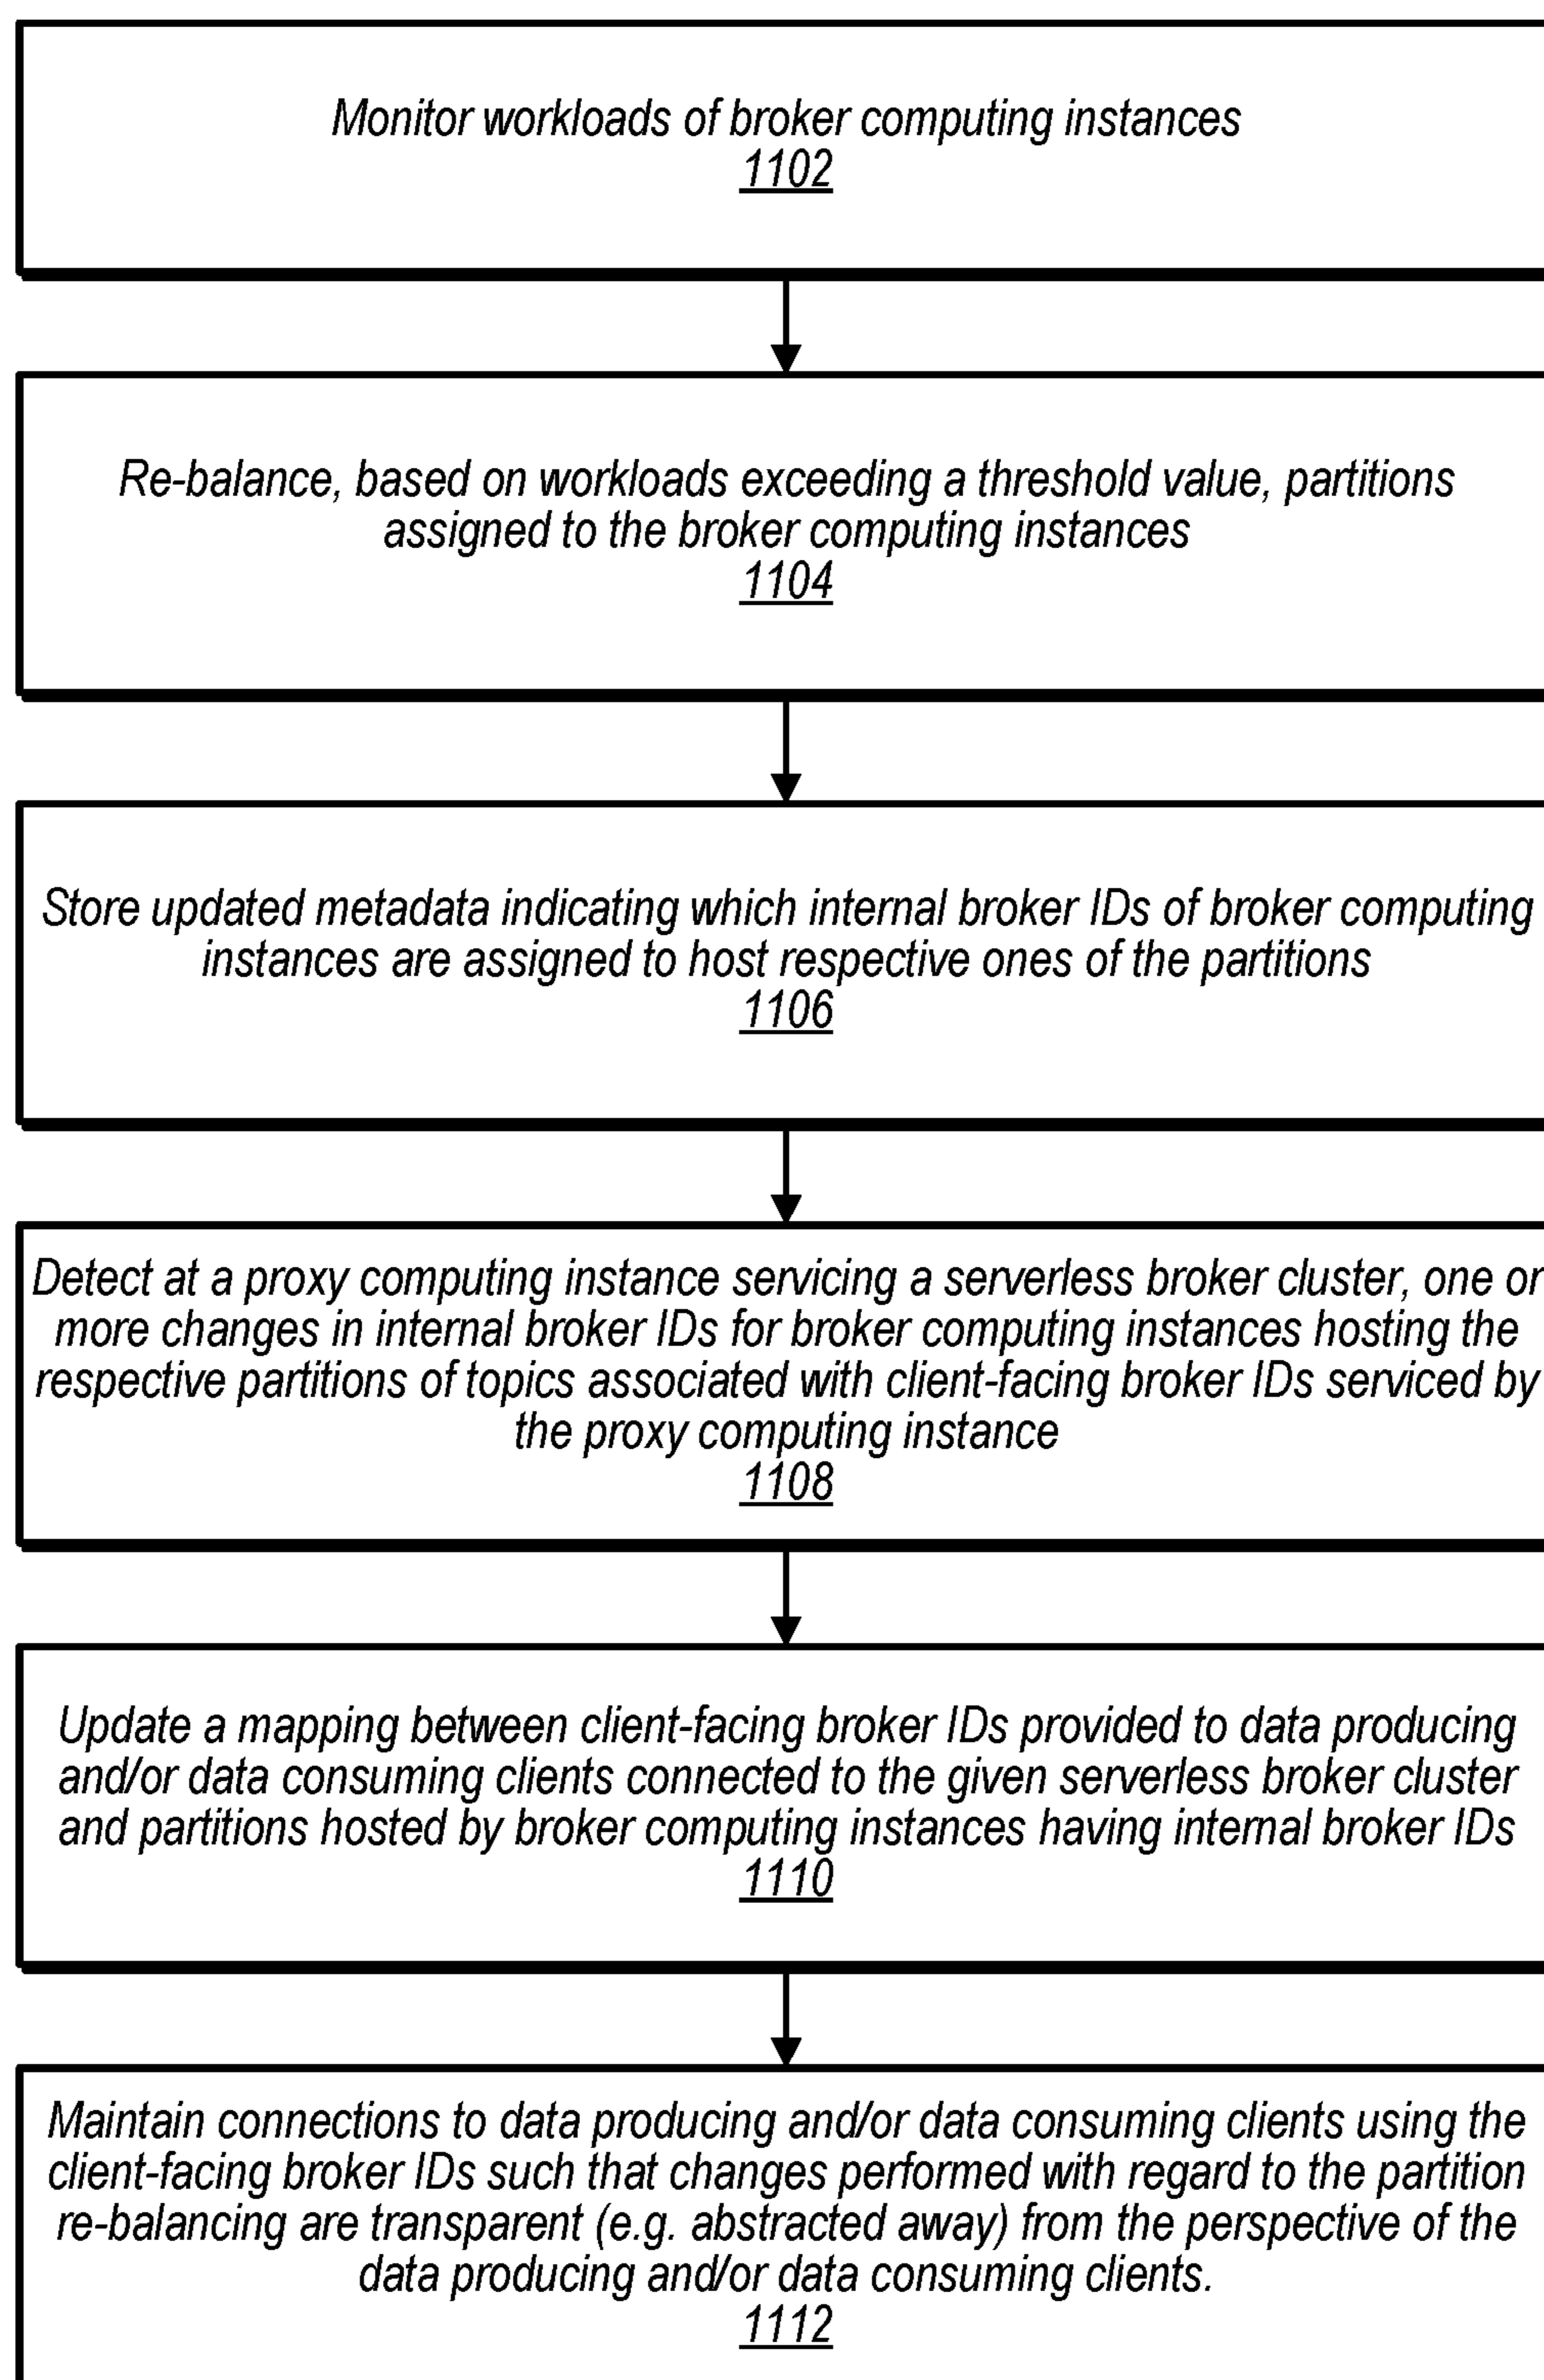 Monitor workloads of broker computing instances
1102
Re-balance, based on workloads exceeding a threshold value, partitions
assigned to the broker computing instances
1104
Store updated metadata indicating which internal broker IDs of broker computing
instances are assigned to host respective ones of the partitions
1106
Detect at a proxy computing instance servicing a serverless broker cluster, one or
more changes in internal broker IDs for broker computing instances hosting the
respective partitions of topics associated with client-facing broker IDs serviced by
the proxy computing instance
1108
Update a mapping between client-facing broker IDs provided to data producing
and/or data consuming clients connected to the given serverless broker cluster
and partitions hosted by broker computing instances having internal broker IDs
1110
Maintain connections to data producing and/or data consuming clients using the
client-facing broker IDs such that changes performed with regard to the partition
re-balancing are transparent (e.g. abstracted away) from the perspective of the
data producing and/or data consuming clients.
1112